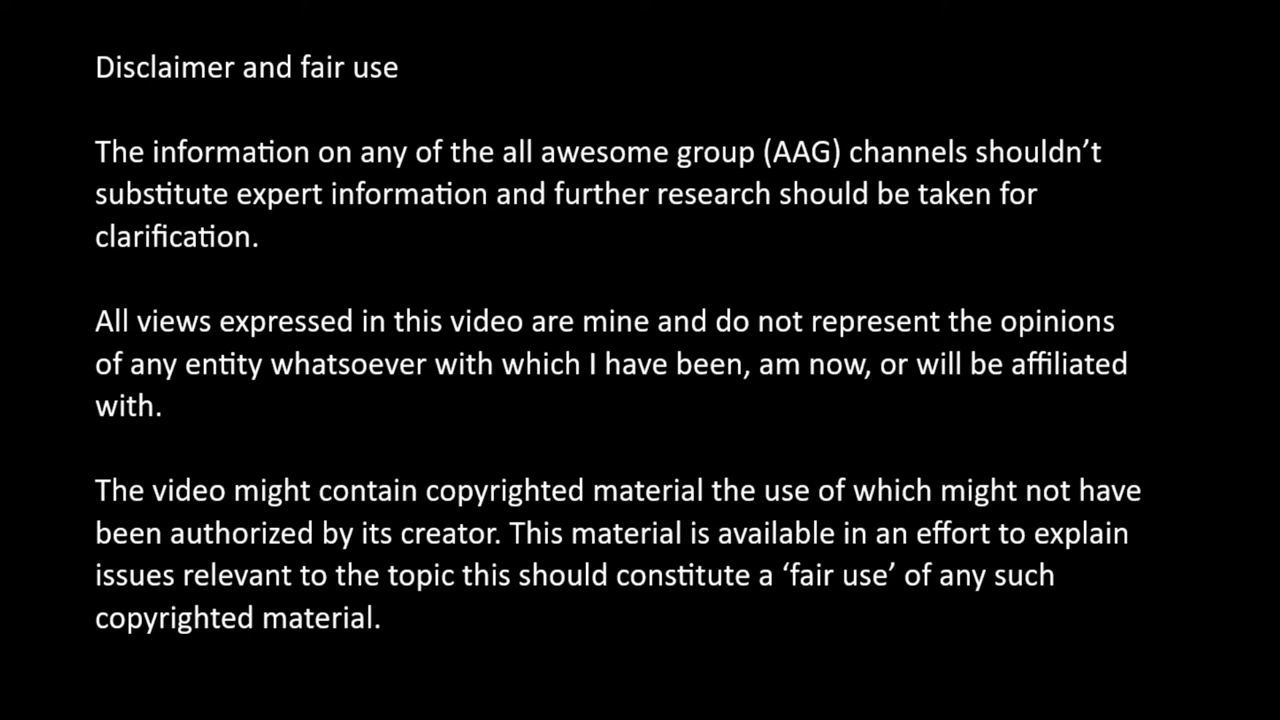 Disclaimer and fair use
The information on any of the all awesome group (AAG) channels shouldn’t
substitute expert information and further research should be taken for
clarification.
All views expressed in this video are mine and do not represent the opinions
of any entity whatsoever with which I have been, am now, or will be affiliated
with.
The video might contain copyrighted material the use of which might not have
been authorized by its creator. This material is available in an effort to explain
issues relevant to the topic this should constitute a ‘fair use’ of any such
copyrighted material.